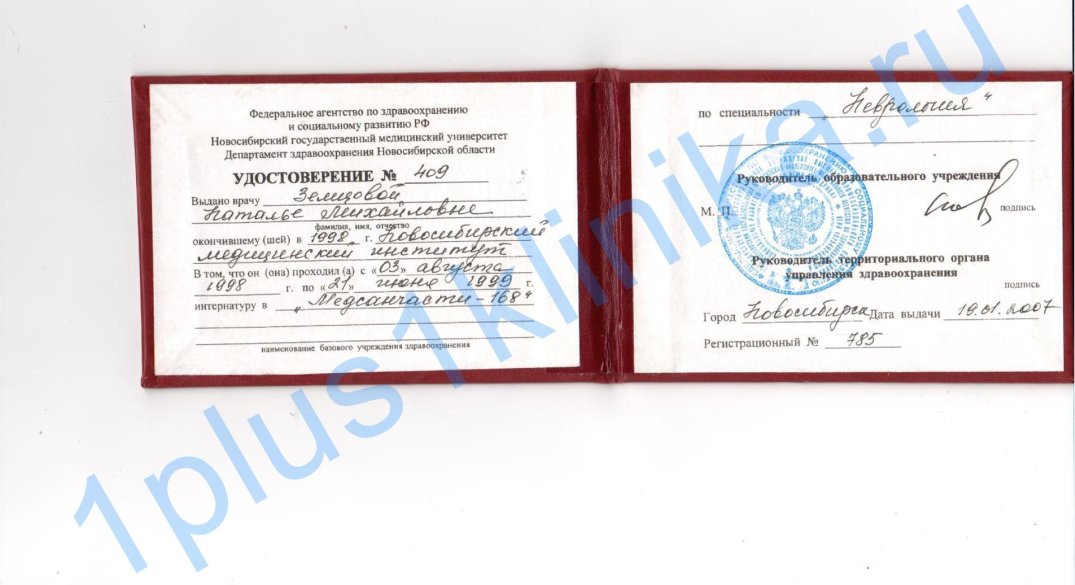 Федеральное агентство по здравоохранению
и социальному развитию РФ
Новосибирский государственный медицинский университет
Департамент здравоохранения Новосибирской области
УДОСТОВЕРЕНИЕ № 409
Выдано врачу Земцовой
Наталье Михайловне
фамилия, имя, отчество
окончившему (шей) в 1998 г. Новосибирский
медицинский институт
В том, что он (она) проходил (а) с «03» августа
1998 г. по «21» июня 1999 г.
интернатуру в „Медсанчасти-168“
наименование базового учреждения здравоохранения
по специальности „Неврология“
Руководитель образовательного учреждения
М. П. подпись
Руководитель территориального органа
управления здравоохранения
подпись
Город Новосибирск Дата выдачи 19.01.2007
Регистрационный № 785
1plus1klinika.ru